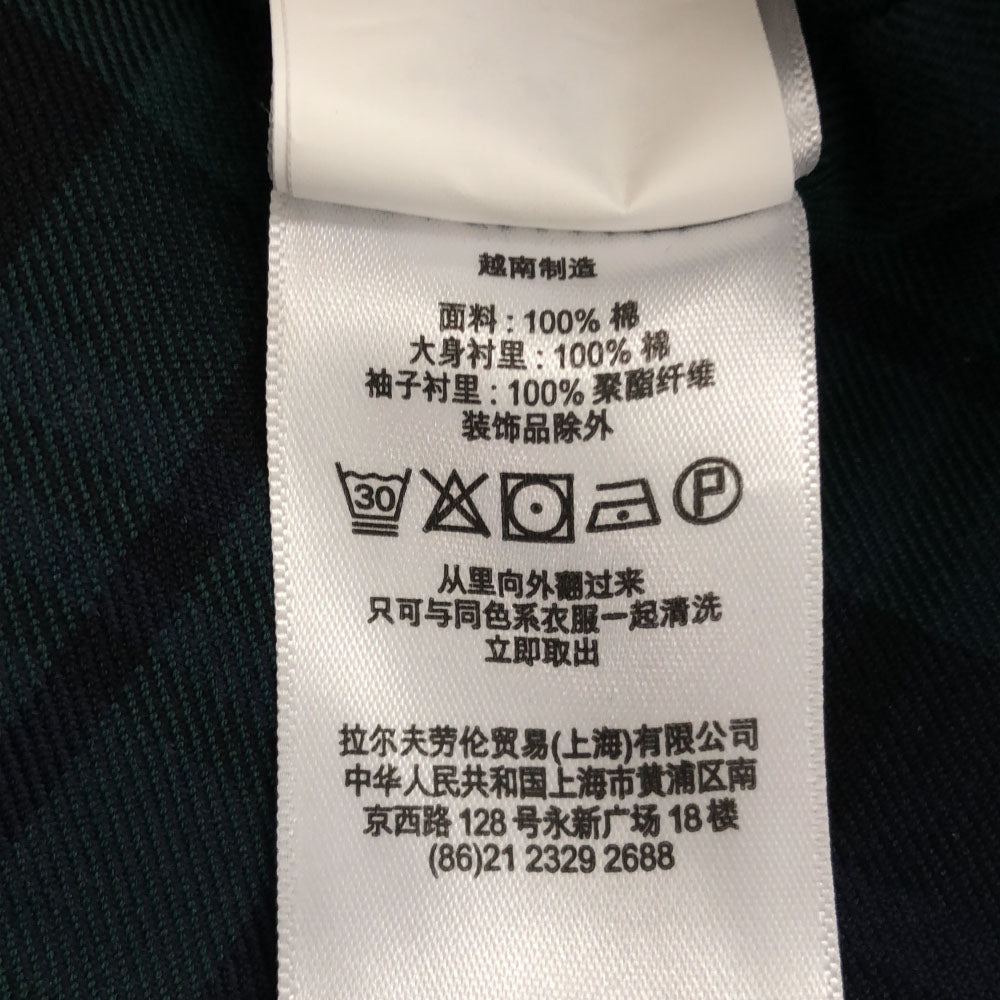 越南制造
面料 : 100% 棉
大身衬里 : 100% 棉
袖子衬里 : 100% 聚酯纤维
装饰品除外
30 P
从里向外翻过来
只可与同色系衣服一起清洗
立即取出
拉尔夫劳伦贸易(上海)有限公司
中华人民共和国上海市黄浦区南
京西路 128 号永新广场 18 楼
(86)21 2329 2688